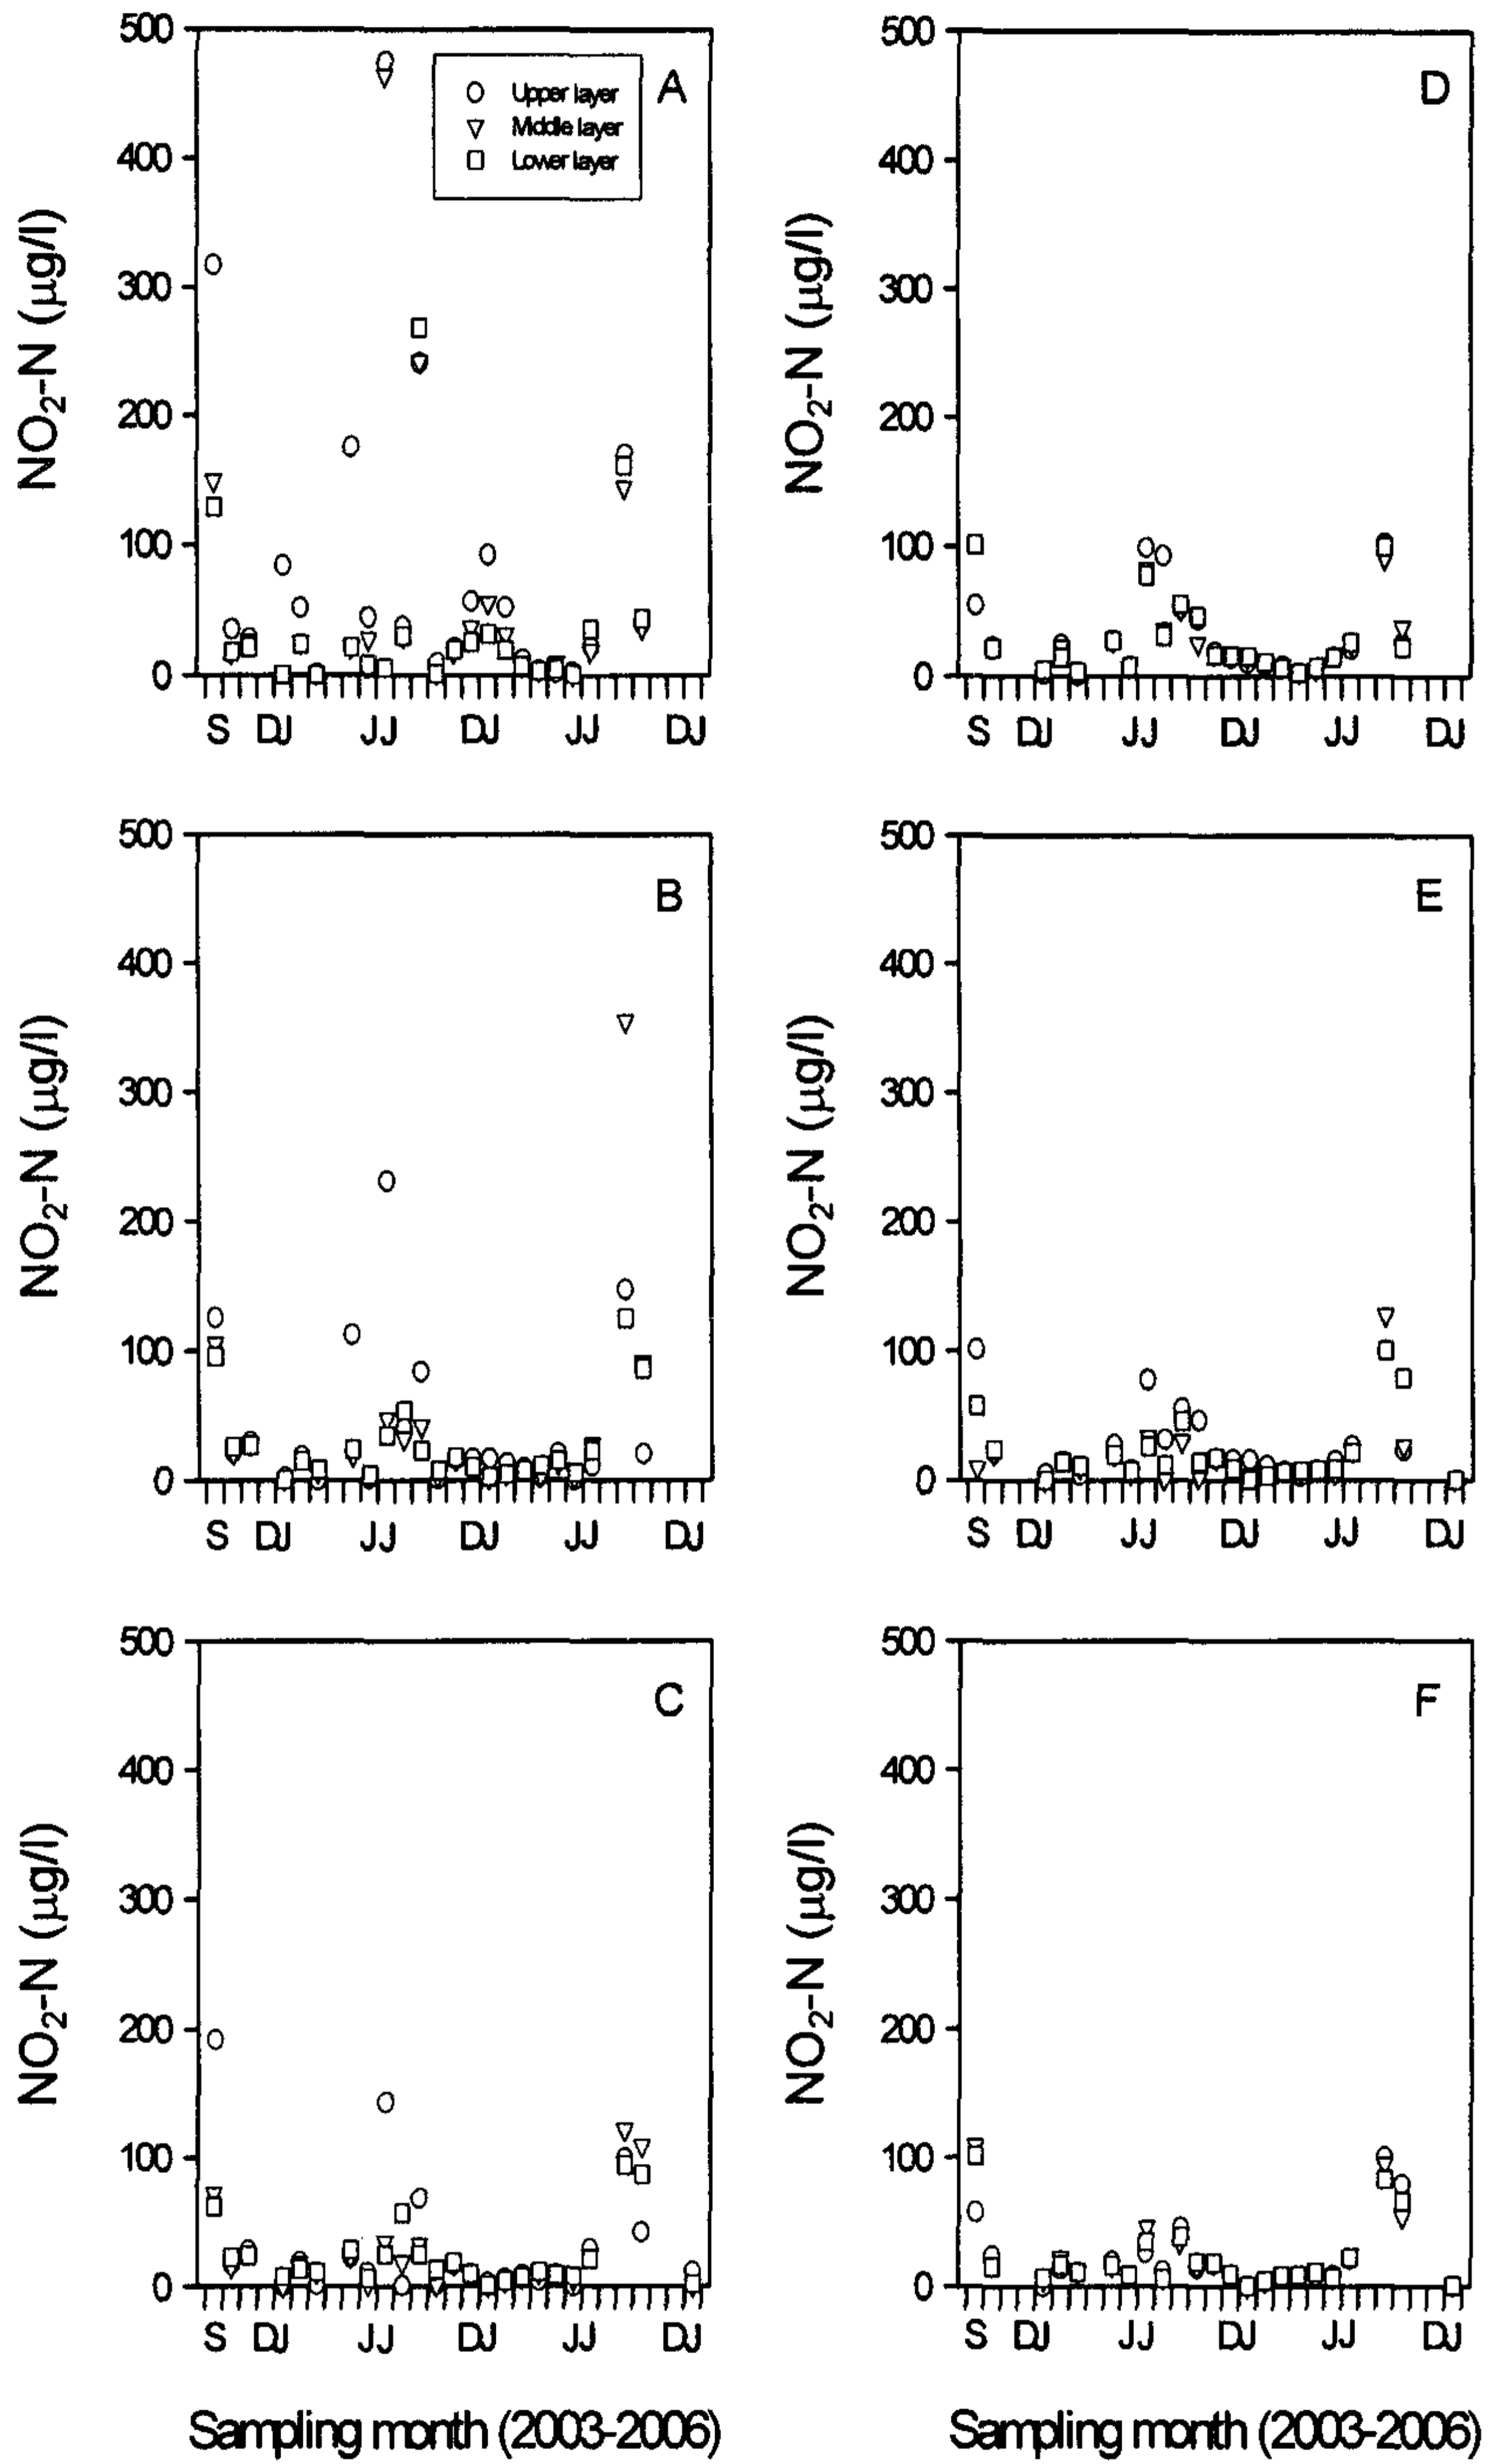 500
400
300
200
100
0
NO2-N (μg/l)
Upper layer
Middle layer
Lower layer
A
S DJ JJ DJ JJ DJ
500
400
300
200
100
0
NO2-N (μg/l)
D
S DJ JJ DJ JJ DJ
500
400
300
200
100
0
NO2-N (μg/l)
B
S DJ JJ DJ JJ DJ
500
400
300
200
100
0
NO2-N (μg/l)
E
S DJ JJ DJ JJ DJ
500
400
300
200
100
0
NO2-N (μg/l)
C
S DJ JJ DJ JJ DJ
Sampling month (2003-2006)
500
400
300
200
100
0
NO2-N (μg/l)
F
S DJ JJ DJ JJ DJ
Sampling month (2003-2006)